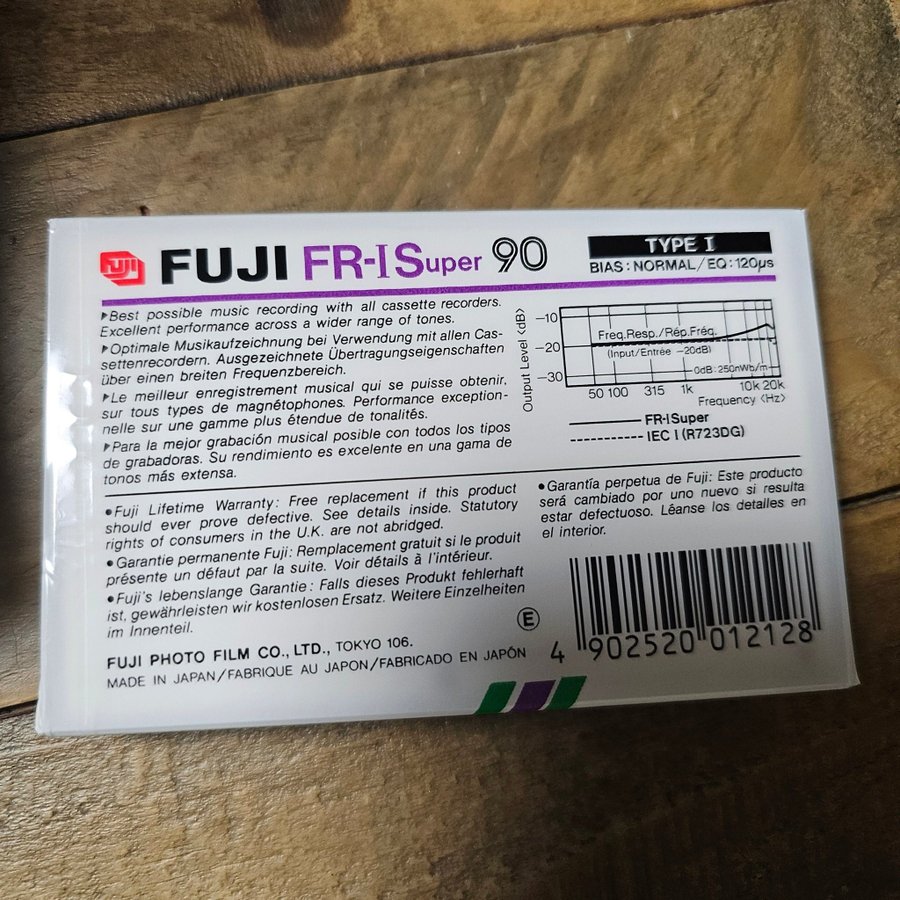 FUJI FUJI FR-I Super 90
TYPE I
BIAS : NORMAL / EQ : 120μs
▶Best possible music recording with all cassette recorders.
Excellent performance across a wider range of tones.
▶Optimale Musikaufzeichnung bei Verwendung mit allen Cas-
settenrecordern. Ausgezeichnete Übertragungseigenschaften
über einen breiten Frequenzbereich.
▶Le meilleur enregistrement musical qui se puisse obtenir,
sur tous types de magnétophones. Performance exception-
nelle sur une gamme plus étendue de tonalités.
▶Para la mejor grabación musical posible con todos los tipos
de grabadoras. Su rendimiento es excelente en una gama de
tonos más extensa.
Output Level <dB>
−10
−20
−30
Freq.Resp./Rép.Fréq.
(Input/Entrée −20dB)
0dB : 250nWb/m
50 100 315 1k 10k 20k
Frequency <Hz>
FR-ISuper
IEC I (R723DG)
●Fuji Lifetime Warranty: Free replacement if this product
should ever prove defective. See details inside. Statutory
rights of consumers in the U.K. are not abridged.
●Garantie permanente Fuji: Remplacement gratuit si le produit
présente un défaut par la suite. Voir détails à l'intérieur.
●Fuji's lebenslange Garantie: Falls dieses Produkt fehlerhaft
ist, gewährleisten wir kostenlosen Ersatz. Weitere Einzelheiten
im Innenteil.
●Garantía perpetua de Fuji: Este producto
será cambiado por uno nuevo si resulta
estar defectuoso. Léanse los detalles en
el interior.
FUJI PHOTO FILM CO., LTD., TOKYO 106.
MADE IN JAPAN/FABRIQUE AU JAPON/FABRICADO EN JAPÓN
E
4 902520 012128